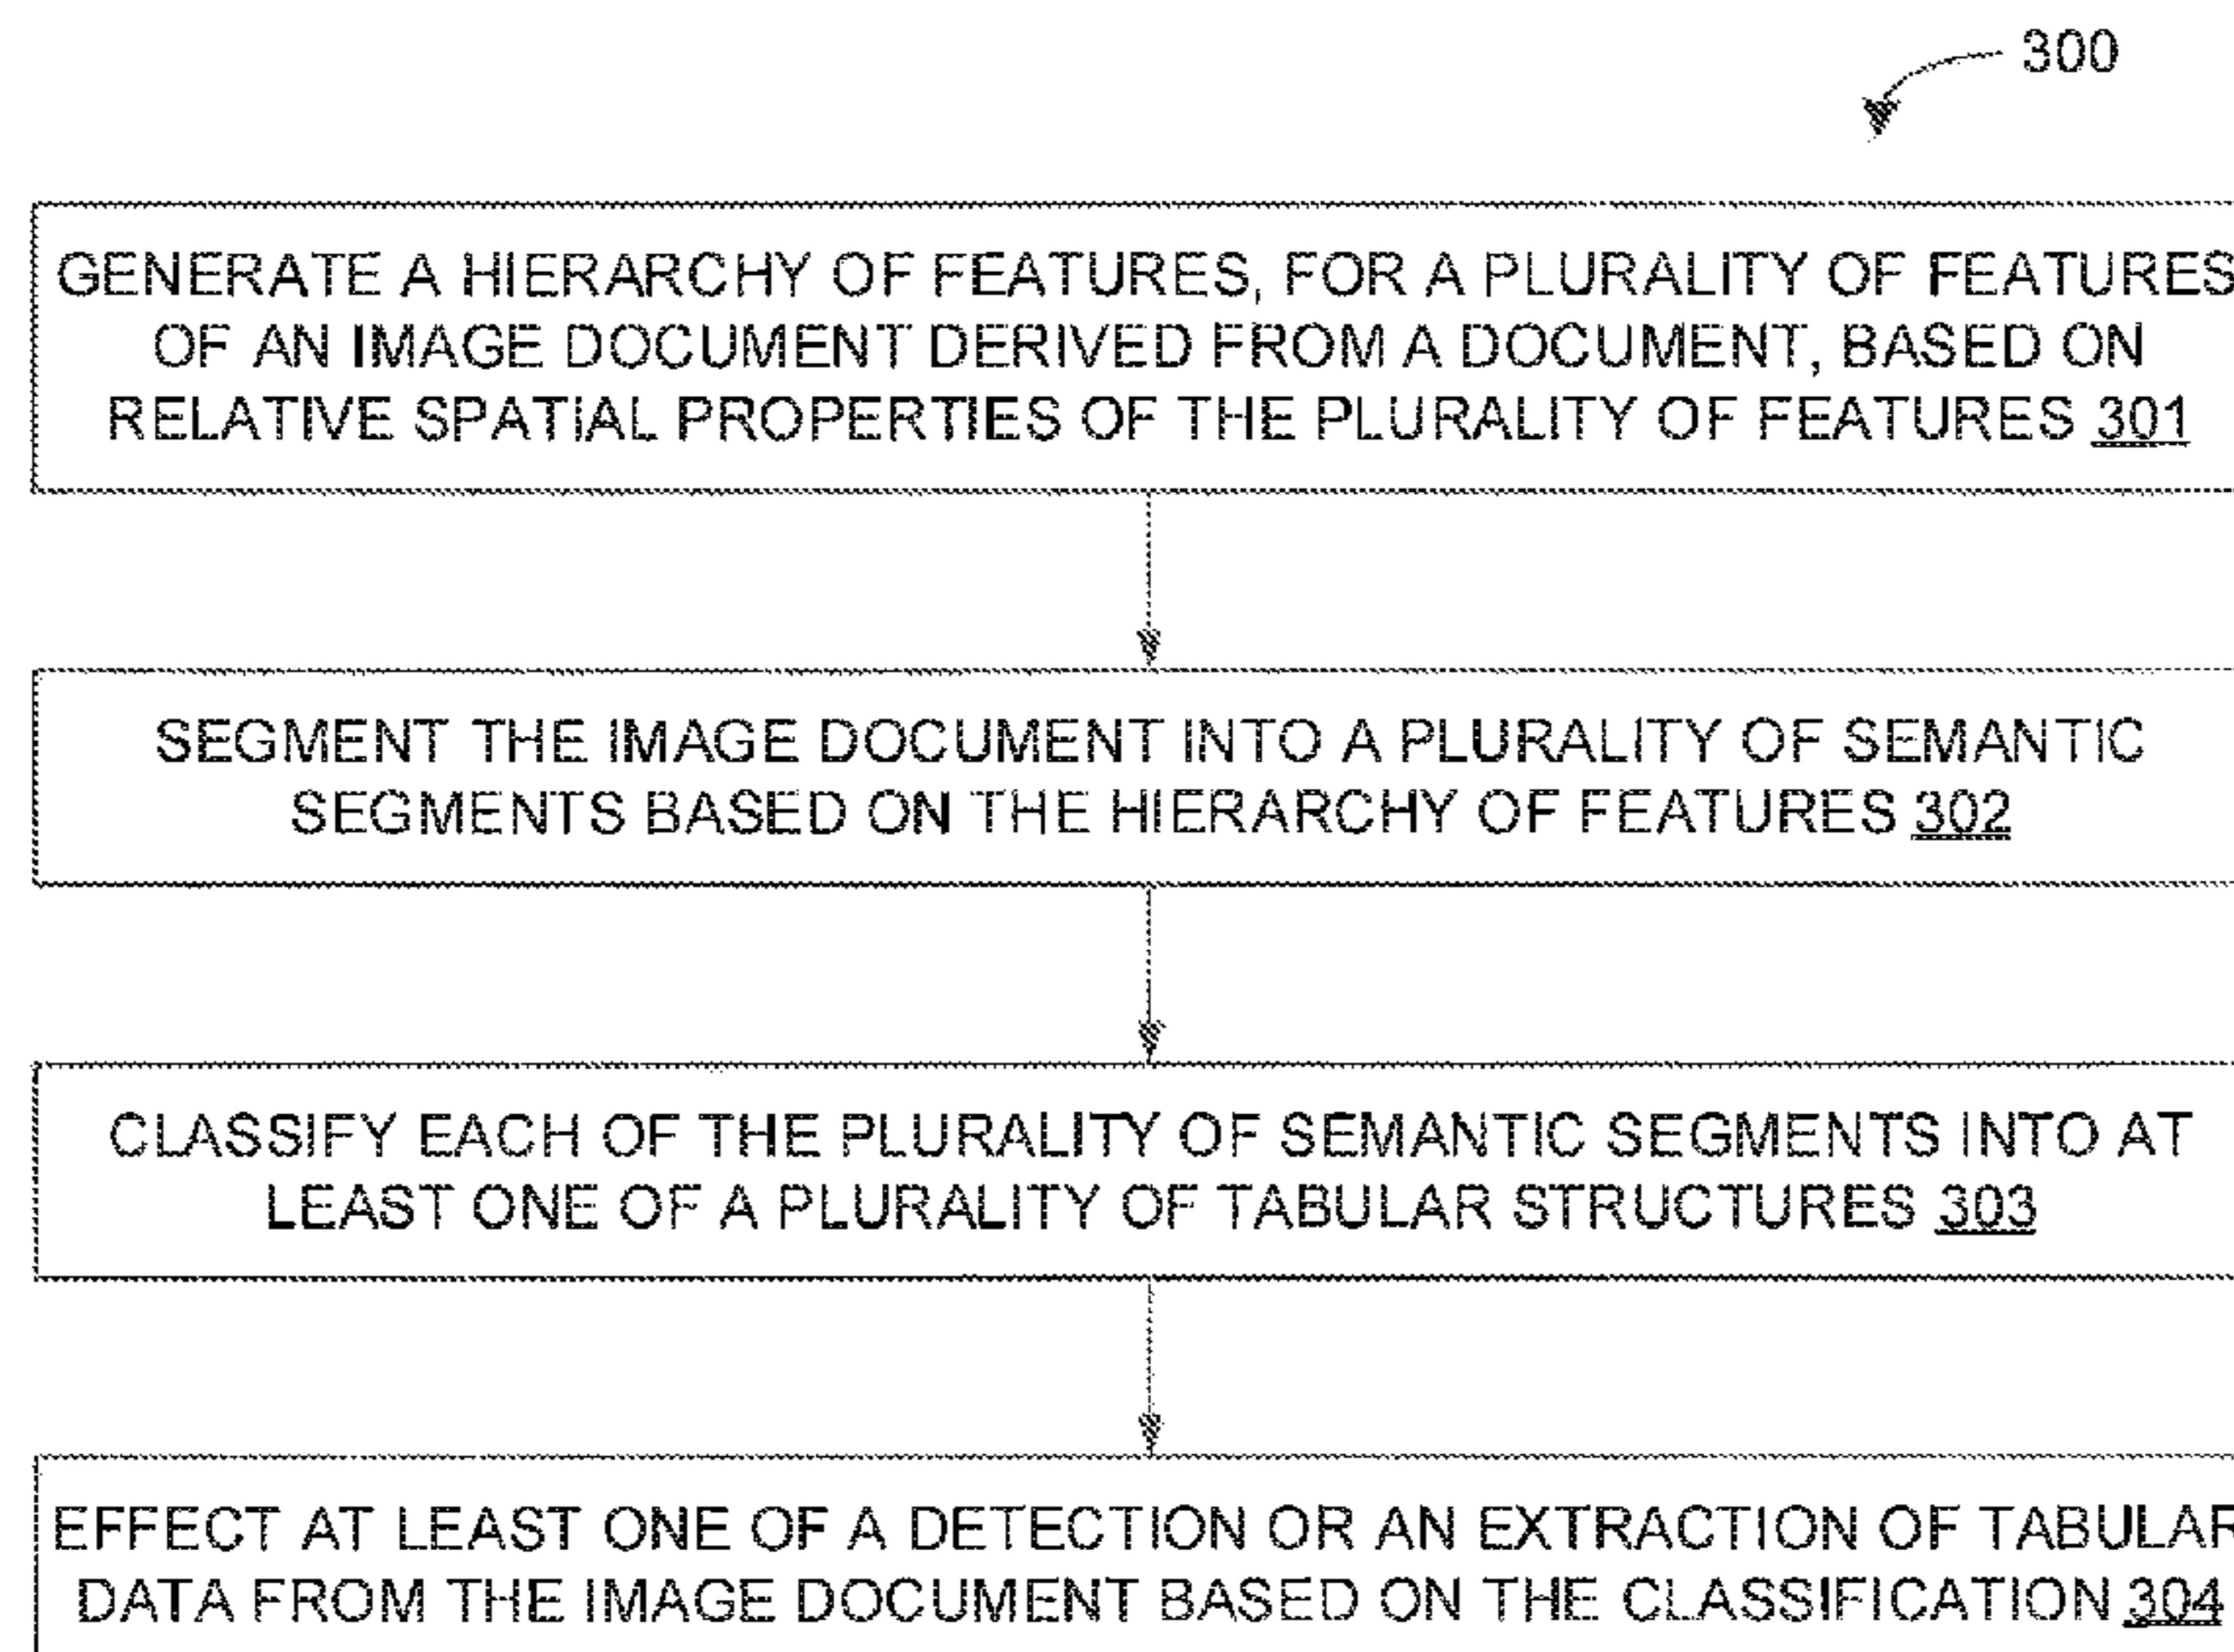 300
GENERATE A HIERARCHY OF FEATURES, FOR A PLURALITY OF FEATURES
OF AN IMAGE DOCUMENT DERIVED FROM A DOCUMENT, BASED ON
RELATIVE SPATIAL PROPERTIES OF THE PLURALITY OF FEATURES 301
SEGMENT THE IMAGE DOCUMENT INTO A PLURALITY OF SEMANTIC
SEGMENTS BASED ON THE HIERARCHY OF FEATURES 302
CLASSIFY EACH OF THE PLURALITY OF SEMANTIC SEGMENTS INTO AT
LEAST ONE OF A PLURALITY OF TABULAR STRUCTURES 303
EFFECT AT LEAST ONE OF A DETECTION OR AN EXTRACTION OF TABULAR
DATA FROM THE IMAGE DOCUMENT BASED ON THE CLASSIFICATION 304